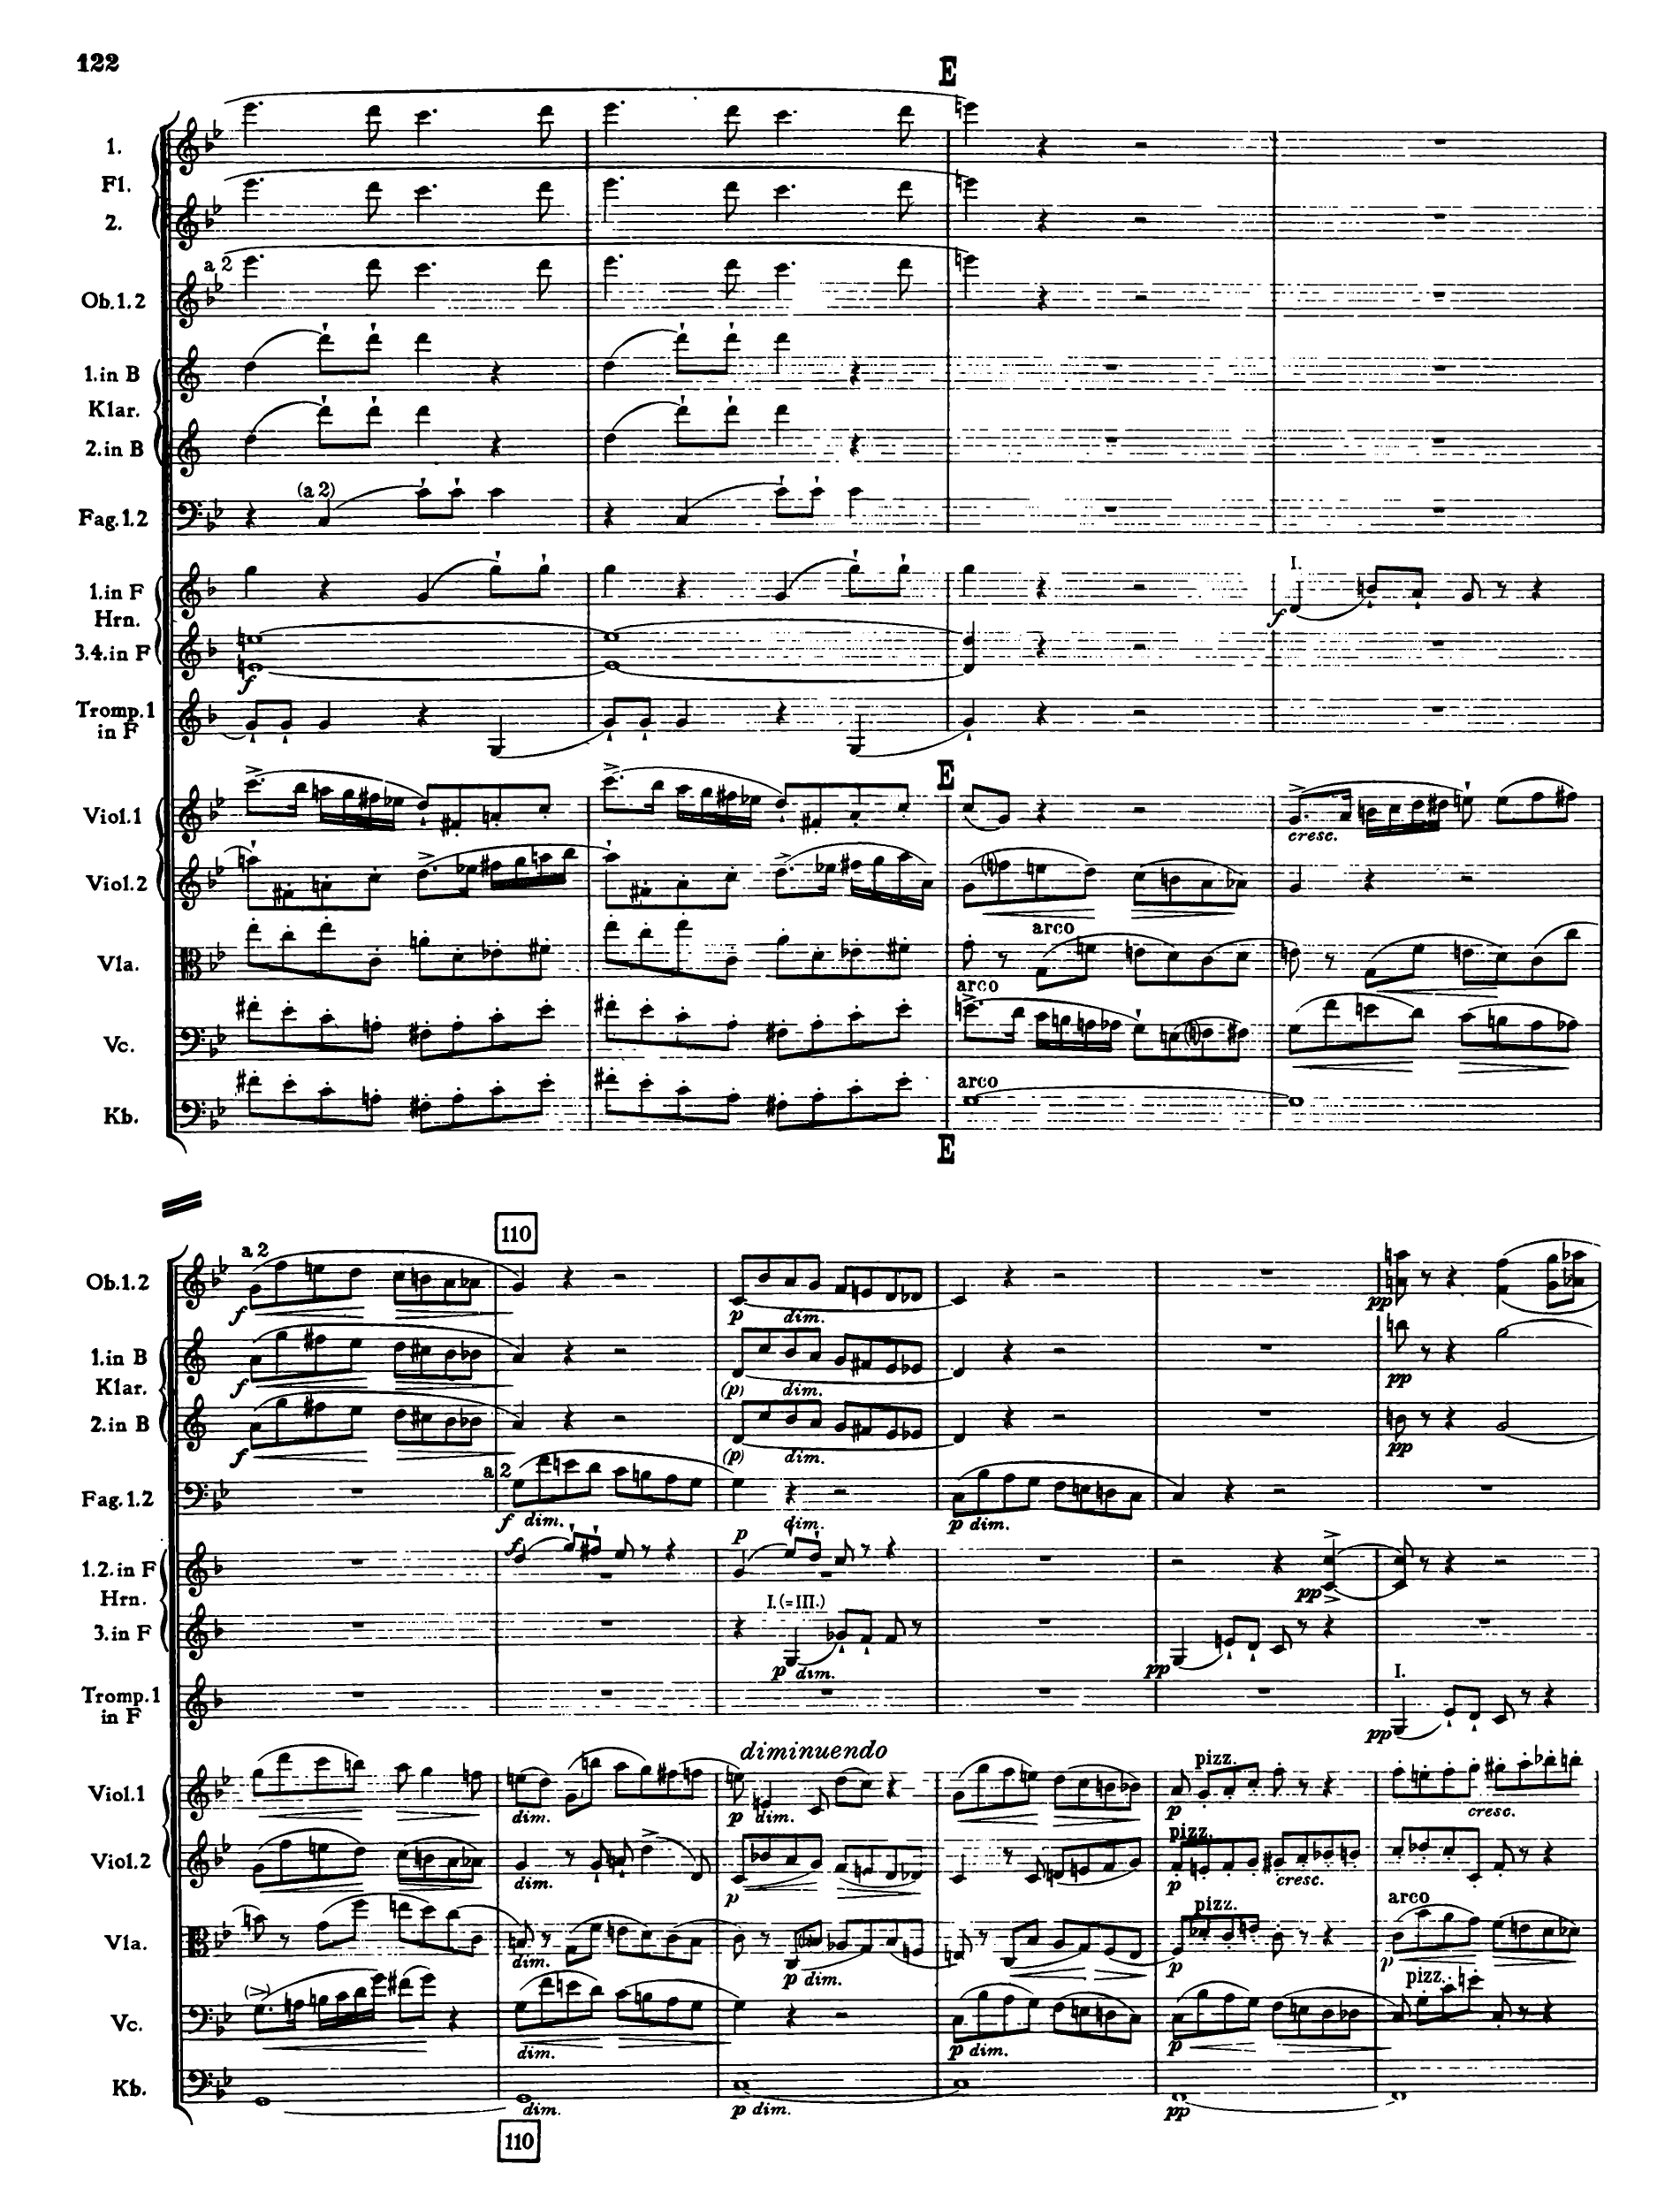 122
E
1.
Fl.
2.
a 2
Ob. 1. 2
1. in B
Klar.
2. in B
(a 2)
Fag. 1. 2
I.
1. in F
Hrn.
f
3. 4. in F
f
Tromp. 1
in F
E
Viol. 1
cresc.
Viol. 2
arco
Vla.
arco
Vc.
arco
Kb.
E
110
a 2
Ob. 1. 2
f p dim. pp
1. in B
Klar.
f (p) dim. pp
2. in B
f (p) dim. pp
a 2
Fag. 1. 2
f dim. dim. p dim.
f p
1. 2. in F
Hrn.
pp
I. (= III.)
3. in F
p dim. pp
I.
Tromp. 1
in F
pp
diminuendo
pizz.
Viol. 1
dim. p dim. p cresc.
pizz.
Viol. 2
dim. p p cresc.
pizz. arco
Vla.
dim. p dim. p p
(>) pizz.
Vc.
dim. p dim. p
Kb.
dim. p dim. pp
110